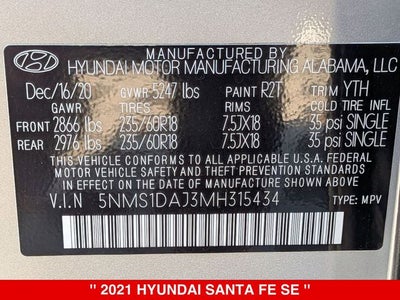 MANUFACTURED BY
HYUNDAI MOTOR MANUFACTURING ALABAMA, LLC
Dec/16/20 GVWR 5247 lbs PAINT R2T TRIM YTH
GAWR TIRES RIMS COLD TIRE INFL
FRONT 2866 lbs 235/60R18 7.5JX18 35 psi SINGLE
REAR 2976 lbs 235/60R18 7.5JX18 35 psi SINGLE
THIS VEHICLE CONFORMS TO ALL APPLICABLE U.S.A FEDERAL MOTOR
VEHICLE SAFETY, BUMPER, AND THEFT PREVENTION STANDARDS IN
EFFECT ON THE DATE OF MANUFACTURE SHOWN ABOVE.
V.I.N 5NMS1DAJ3MH315434 TYPE: MPV
" 2021 HYUNDAI SANTA FE SE "